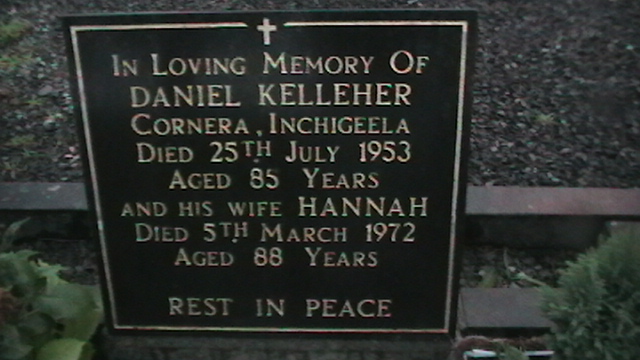 IN LOVING MEMORY OF
DANIEL KELLEHER
CORNERA, INCHIGEELA
DIED 25TH JULY 1953
AGED 85 YEARS
AND HIS WIFE HANNAH
DIED 5TH MARCH 1972
AGED 88 YEARS
REST IN PEACE